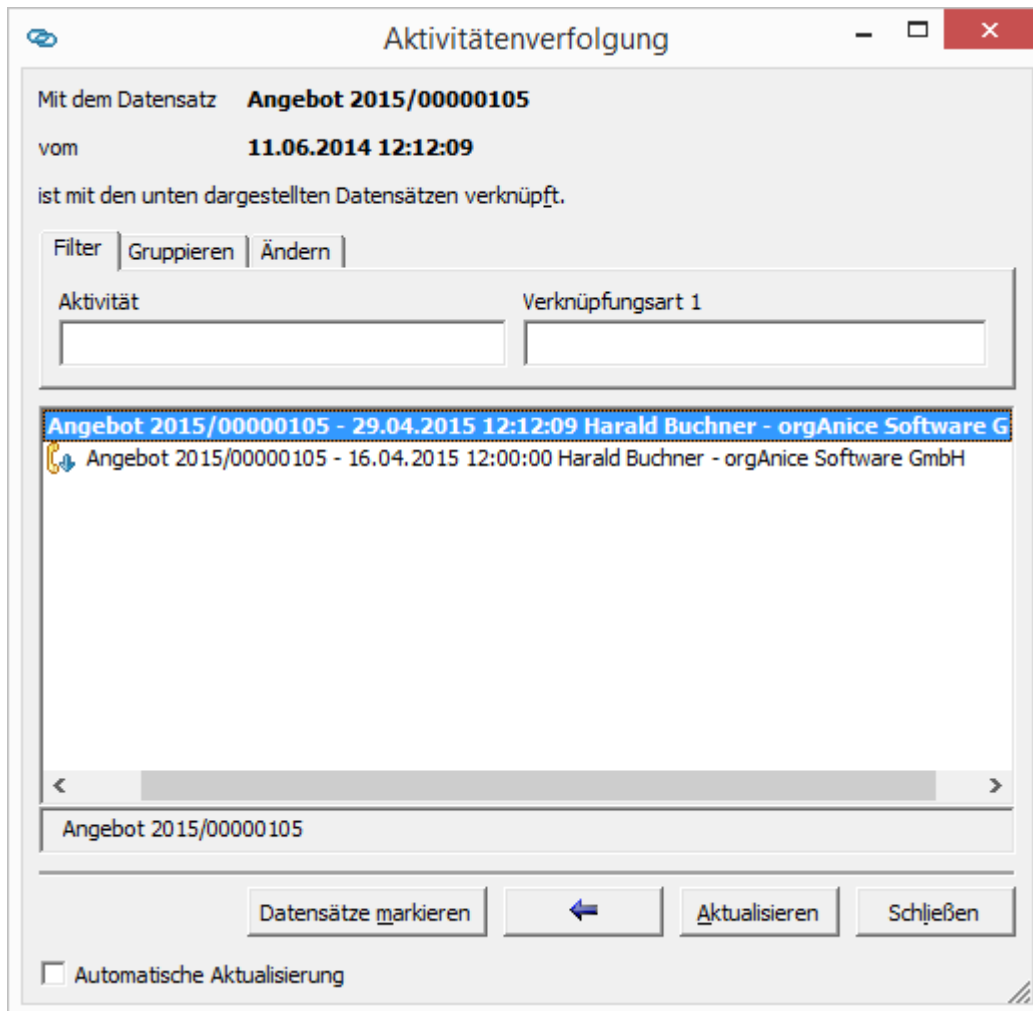 Aktivitätenverfolgung
Mit dem Datensatz Angebot 2015/00000105
vom 11.06.2014 12:12:09
ist mit den unten dargestellten Datensätzen verknüpft.
Filter Gruppieren Ändern
Aktivität Verknüpfungsart 1
Angebot 2015/00000105 - 29.04.2015 12:12:09 Harald Buchner - orgAnice Software G
Angebot 2015/00000105 - 16.04.2015 12:00:00 Harald Buchner - orgAnice Software GmbH
Angebot 2015/00000105
Datensätze markieren Aktualisieren Schließen
Automatische Aktualisierung